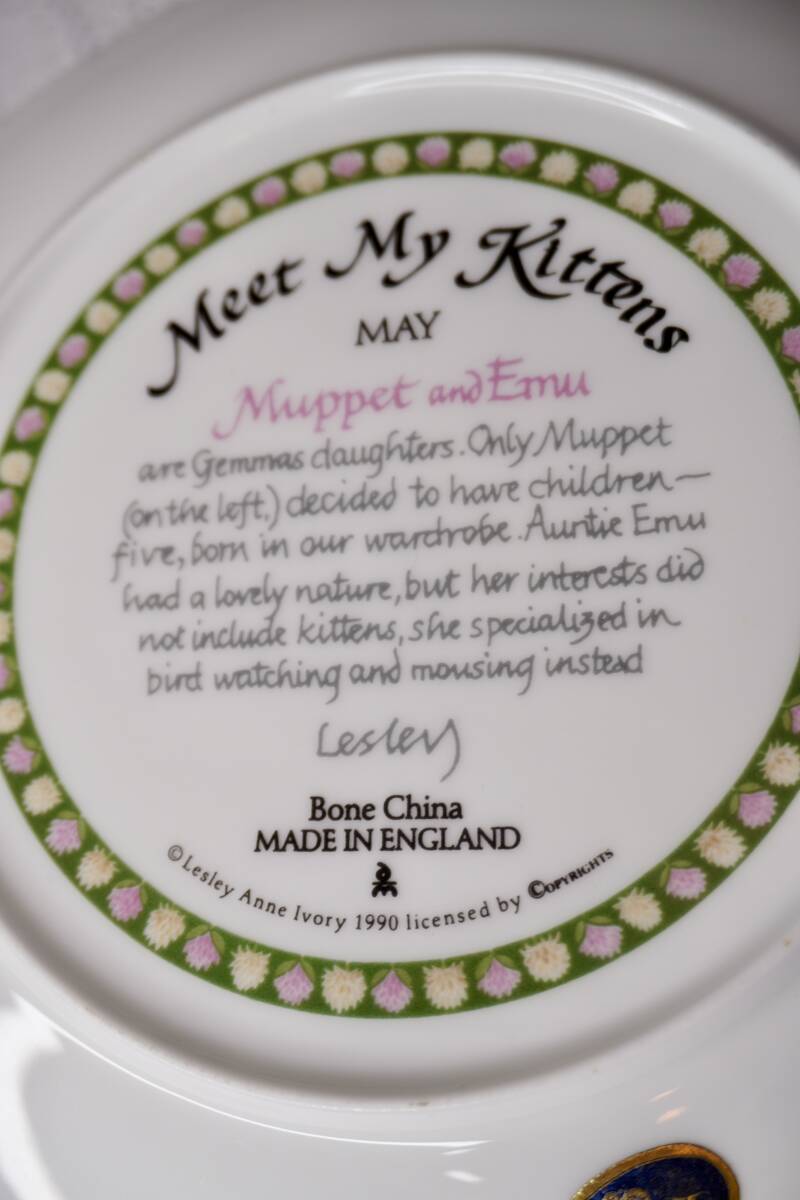 Meet My Kittens
MAY
Muppet and Emu
are Gemmas daughters. Only Muppet
(on the left.) decided to have children—
five, born in our wardrobe. Auntie Emu
had a lovely nature, but her interests did
not include kittens, she specialized in
bird watching and mousing instead
Lesley
Bone China
MADE IN ENGLAND
©Lesley Anne Ivory 1990 licensed by ©OPYRIGHTS